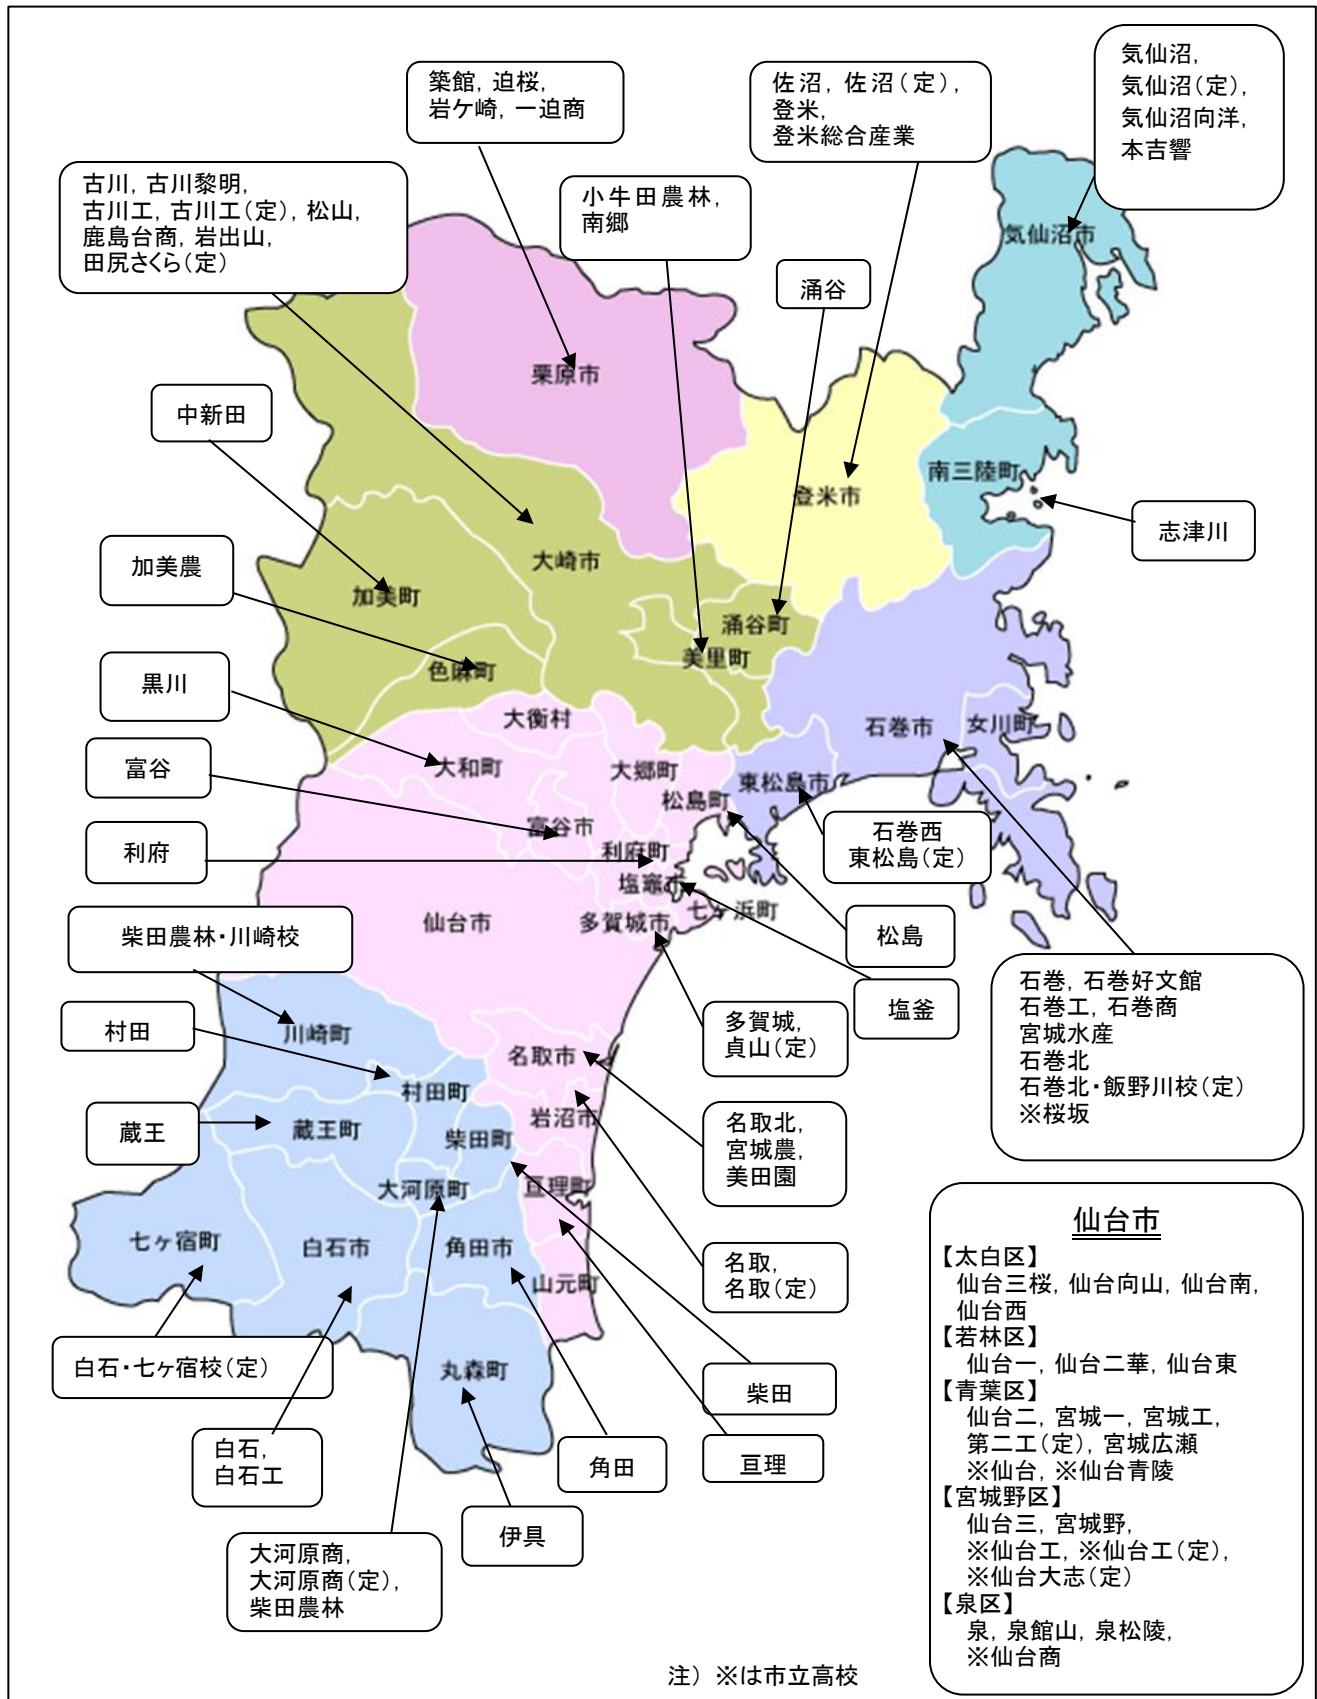 築館, 迫桜,
岩ケ崎, 一迫商
佐沼, 佐沼(定),
登米,
登米総合産業
気仙沼,
気仙沼(定),
気仙沼向洋,
本吉響
古川, 古川黎明,
古川工, 古川工(定), 松山,
鹿島台商, 岩出山,
田尻さくら(定)
小牛田農林,
南郷
涌谷
中新田
加美農
黒川
富谷
利府
柴田農林・川崎校
村田
蔵王
志津川
気仙沼市
栗原市
南三陸町
登米市
大崎市
加美町
涌谷町
美里町
色麻町
大衡村
石巻市
女川町
大和町
大郷町
東松島市
松島町
富谷市
利府町
塩竈市
七ヶ浜町
仙台市
多賀城市
川崎町
名取市
村田町
岩沼市
蔵王町
柴田町
大河原町
亘理町
七ヶ宿町
白石市
角田市
山元町
丸森町
石巻西
東松島(定)
松島
塩釜
多賀城,
貞山(定)
石巻, 石巻好文館
石巻工, 石巻商
宮城水産
石巻北
石巻北・飯野川校(定)
※桜坂
名取北,
宮城農,
美田園
名取,
名取(定)
白石・七ヶ宿校(定)
柴田
白石,
白石工
角田
亘理
伊具
大河原商,
大河原商(定),
柴田農林
仙台市
【太白区】
仙台三桜, 仙台向山, 仙台南,
仙台西
【若林区】
仙台一, 仙台二華, 仙台東
【青葉区】
仙台二, 宮城一, 宮城工,
第二工(定), 宮城広瀬
※仙台, ※仙台青陵
【宮城野区】
仙台三, 宮城野,
※仙台工, ※仙台工(定),
※仙台大志(定)
【泉区】
泉, 泉館山, 泉松陵,
※仙台商
注) ※は市立高校